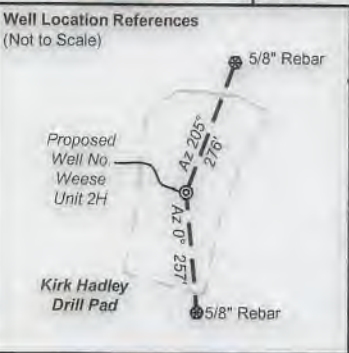 Well Location References
(Not to Scale)
5/8" Rebar
Az 205°
276'
Proposed
Well No.
Weese
Unit 2H
Az 0° 257'
Kirk Hadley
Drill Pad
5/8" Rebar